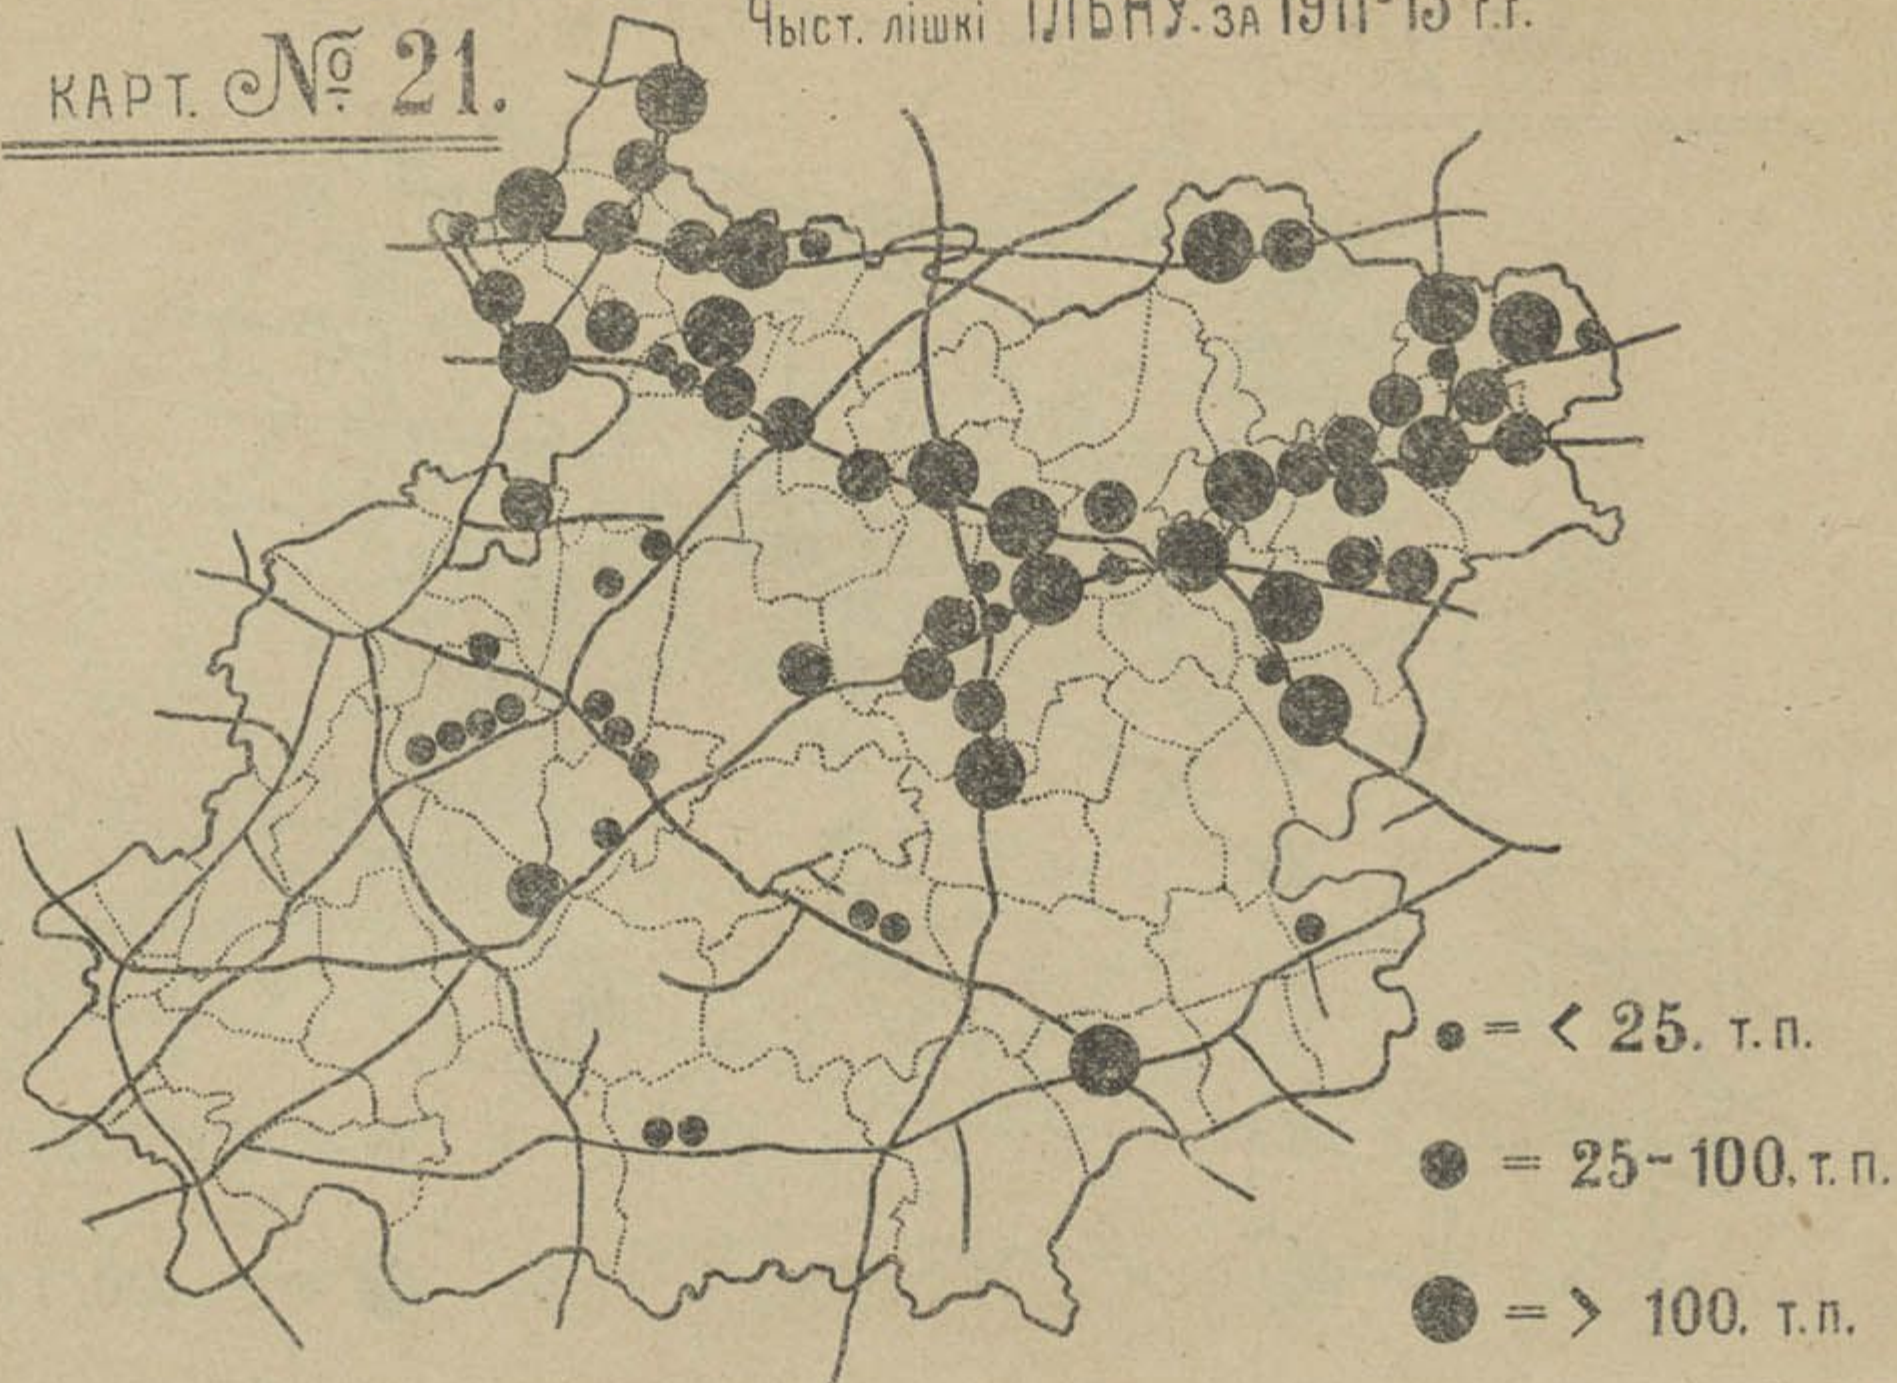 Чыст. лішкі ІЛЬНУ. ЗА 1911-13 г.г.
КАРТ. № 21.
= < 25. т.п.
= 25-100. т.п.
= > 100. т.п.